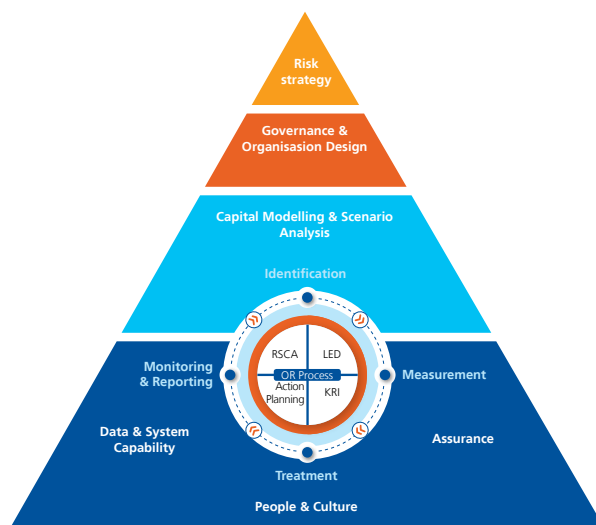 Risk
strategy
Governance &
Organisasion Design
Capital Modelling & Scenario
Analysis
Identification
RSCA
LED
Monitoring
& Reporting
OR Process
Measurement
Action
Planning
KRI
Data & System
Capability
Assurance
Treatment
People & Culture